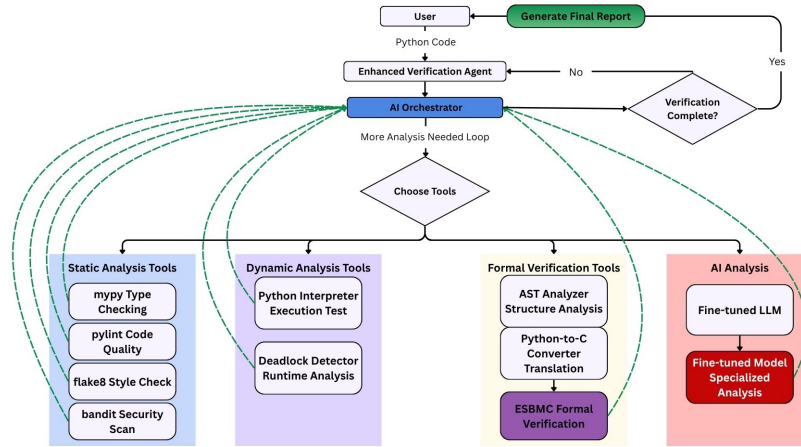 User
Generate Final Report
Python Code
Yes
Enhanced Verification Agent
No
AI Orchestrator
Verification
Complete?
More Analysis Needed Loop
Choose Tools
Static Analysis Tools
mypy Type
Checking
pylint Code
Quality
flake8 Style Check
bandit Security
Scan
Dynamic Analysis Tools
Python Interpreter
Execution Test
Deadlock Detector
Runtime Analysis
Formal Verification Tools
AST Analyzer
Structure Analysis
Python-to-C
Converter
Translation
ESBMC Formal
Verification
AI Analysis
Fine-tuned LLM
Fine-tuned Model
Specialized
Analysis